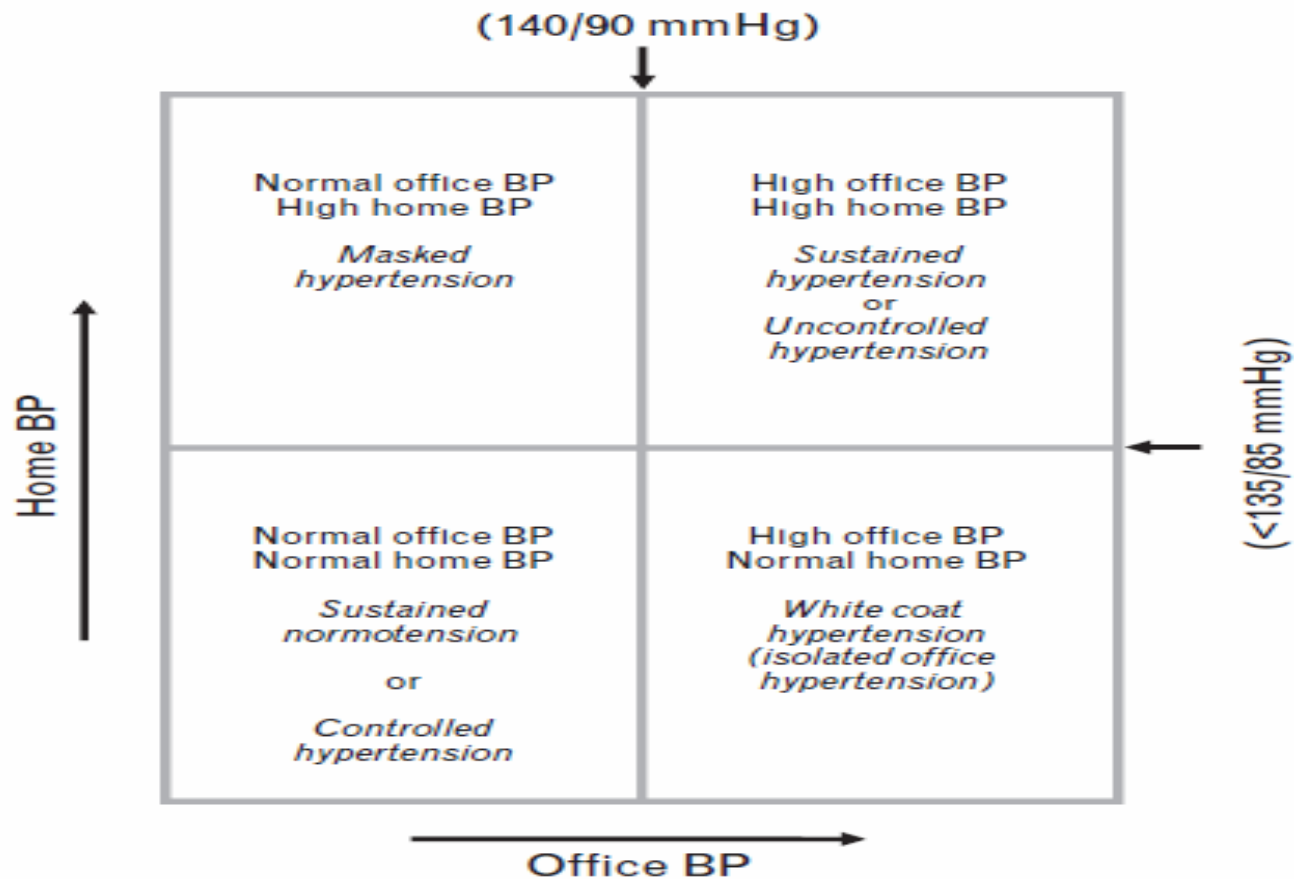 (140/90 mmHg)
Normal office BP
High home BP
Masked
hypertension
High office BP
High home BP
Sustained
hypertension
or
Uncontrolled
hypertension
Home BP
(<135/85 mmHg)
Normal office BP
Normal home BP
Sustained
normotension
or
Controlled
hypertension
High office BP
Normal home BP
White coat
hypertension
(isolated office
hypertension)
Office BP